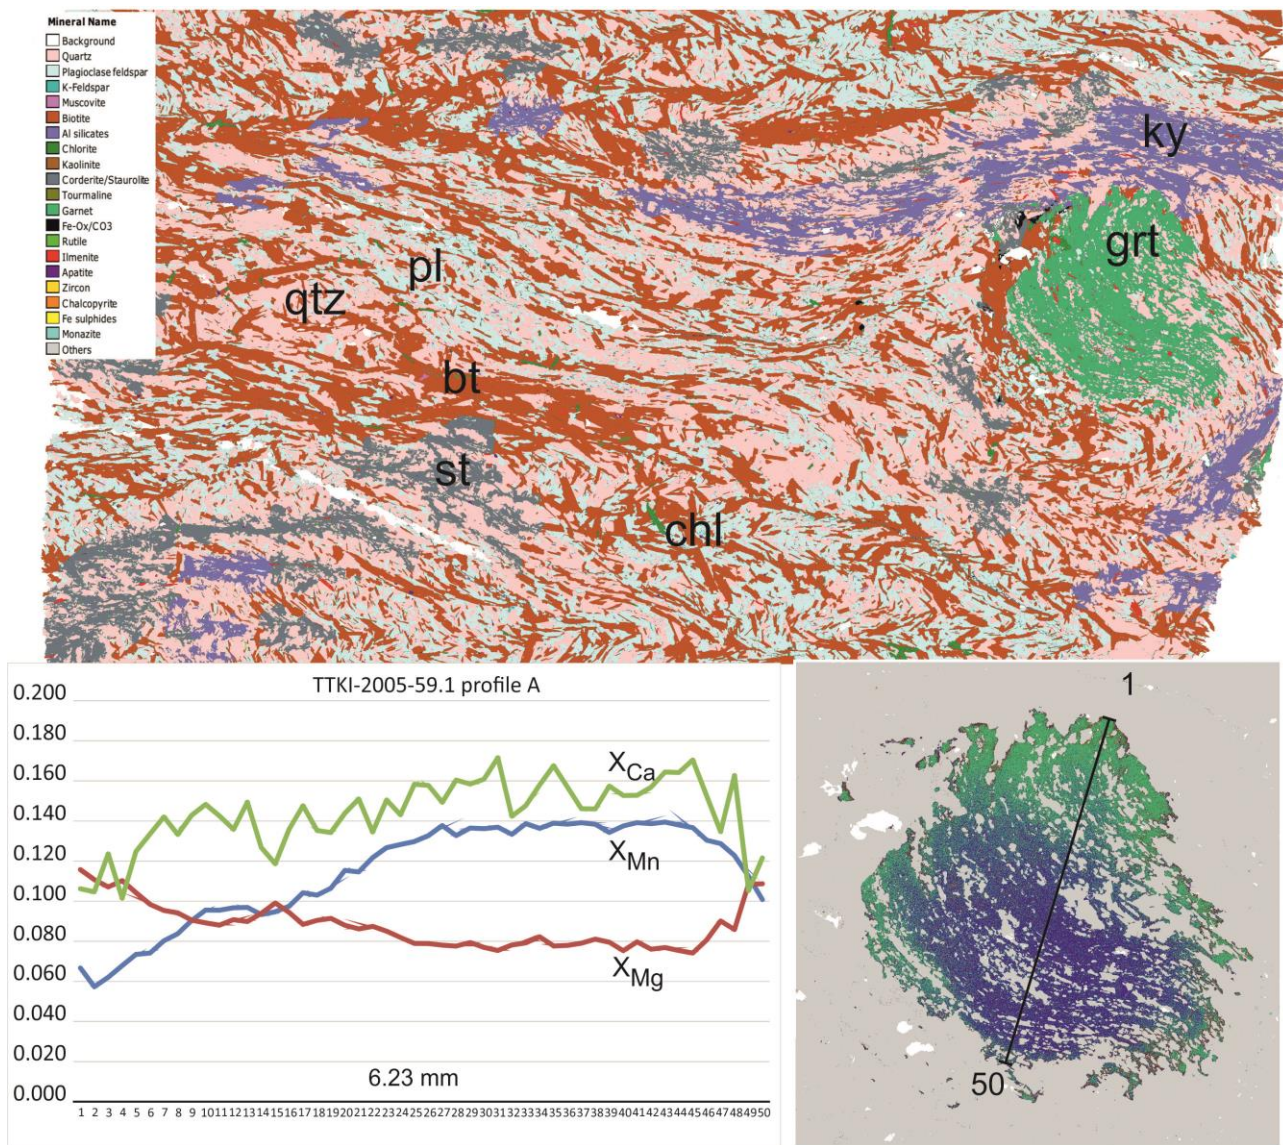 Mineral Name
Background
Quartz
Plagioclase feldspar
K-Feldspar
Muscovite
Biotite
Al silicates
Chlorite
Kaolinite
Corderite/Staurolite
Tourmaline
Garnet
Fe-Ox/CO3
Rutile
Ilmenite
Apatite
Zircon
Chalcopyrite
Fe sulphides
Monazite
Others
ky
grt
pl
qtz
bt
st
chl
TTKI-2005-59.1 profile A
0.200
0.180
0.160
0.140
0.120
0.100
0.080
0.060
0.040
0.020
0.000
XCa
XMn
XMg
6.23 mm
1 2 3 4 5 6 7 8 9 10 11 12 13 14 15 16 17 18 19 20 21 22 23 24 25 26 27 28 29 30 31 32 33 34 35 36 37 38 39 40 41 42 43 44 45 46 47 48 49 50
1
50